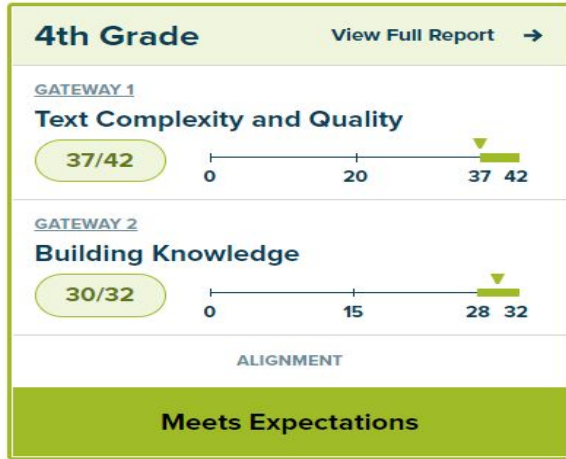 4th Grade View Full Report →
GATEWAY 1
Text Complexity and Quality
37/42
0 20 37 42
GATEWAY 2
Building Knowledge
30/32
0 15 28 32
ALIGNMENT
Meets Expectations